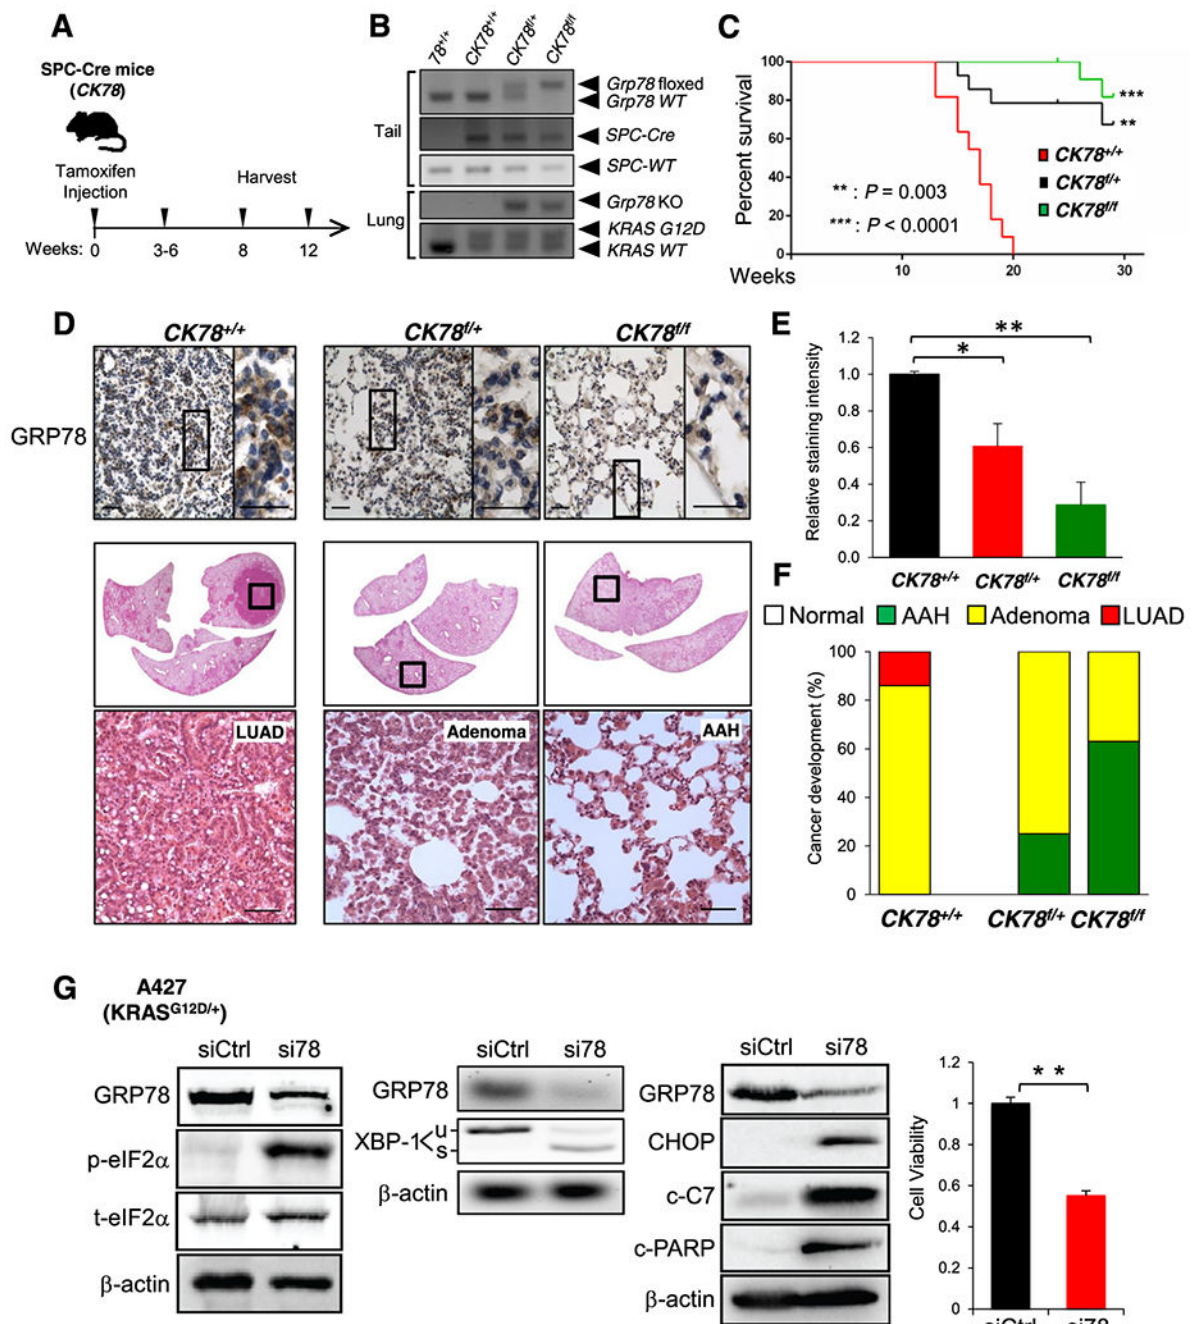 A
SPC-Cre mice
(CK78)
Tamoxifen
Injection
Harvest
Weeks: 0 3-6 8 12
B
78+/+ CK78+/+ CK78f/+ CK78f/f
Tail
Grp78 floxed
Grp78 WT
SPC-Cre
SPC-WT
Lung
Grp78 KO
KRAS G12D
KRAS WT
C
Percent survival
100
80
60
40
20
0
10 20 30
Weeks
***
**
CK78+/+
CK78f/+
CK78f/f
** : P = 0.003
*** : P < 0.0001
D
CK78+/+ CK78f/+ CK78f/f
GRP78
LUAD
Adenoma
AAH
E
Relative staining intensity
1.2
1.0
0.8
0.6
0.4
0.2
0.0
**
*
CK78+/+ CK78f/+ CK78f/f
F
Normal AAH Adenoma LUAD
Cancer development (%)
100
80
60
40
20
0
CK78+/+ CK78f/+ CK78f/f
G
A427
(KRASG12D/+)
siCtrl si78
GRP78
p-eIF2α
t-eIF2α
β-actin
siCtrl si78
GRP78
XBP-1<u
s
β-actin
siCtrl si78
GRP78
CHOP
c-C7
c-PARP
β-actin
Cell Viability
1.2
1
0.8
0.6
0.4
0.2
0
* *
siCtrl si78